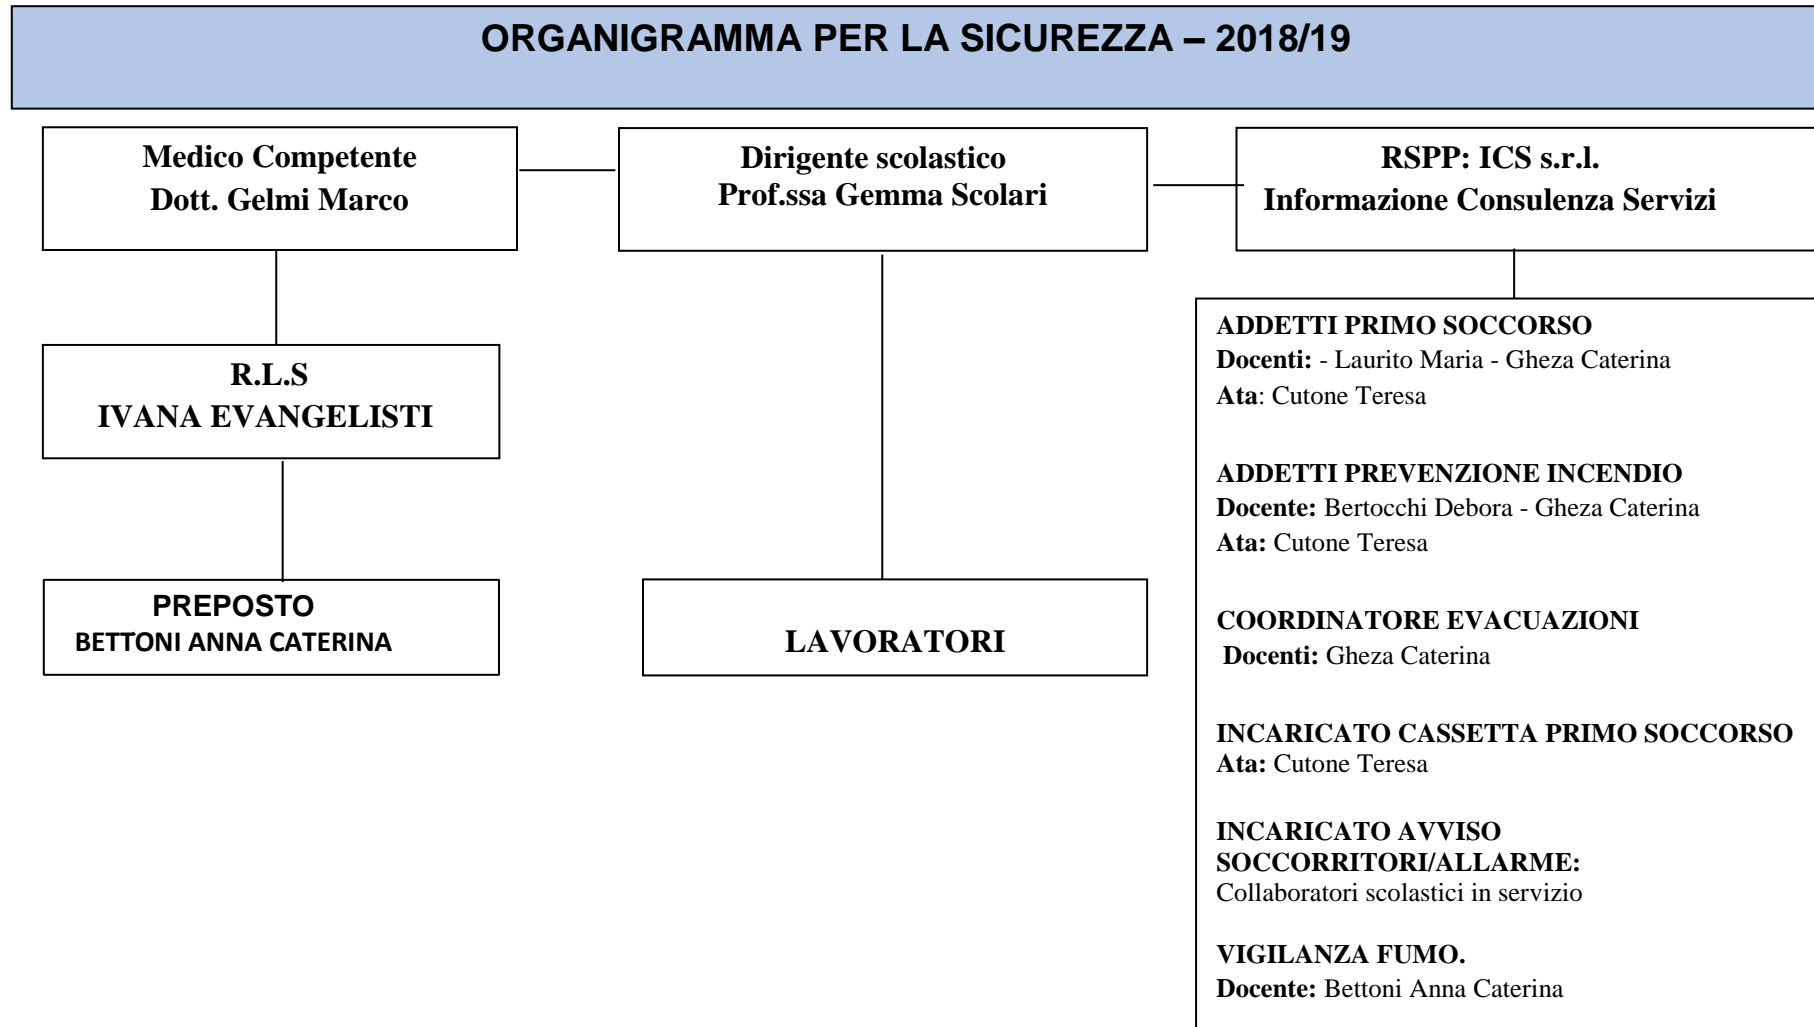 ORGANIGRAMMA PER LA SICUREZZA – 2018/19
Medico Competente
Dott. Gelmi Marco
Dirigente scolastico
Prof.ssa Gemma Scolari
RSPP: ICS s.r.l.
Informazione Consulenza Servizi
R.L.S
IVANA EVANGELISTI
PREPOSTO
BETTONI ANNA CATERINA
LAVORATORI
ADDETTI PRIMO SOCCORSO
Docenti: - Laurito Maria - Gheza Caterina
Ata: Cutone Teresa
ADDETTI PREVENZIONE INCENDIO
Docente: Bertocchi Debora - Gheza Caterina
Ata: Cutone Teresa
COORDINATORE EVACUAZIONI
Docenti: Gheza Caterina
INCARICATO CASSETTA PRIMO SOCCORSO
Ata: Cutone Teresa
INCARICATO AVVISO
SOCCORRITORI/ALLARME:
Collaboratori scolastici in servizio
VIGILANZA FUMO.
Docente: Bettoni Anna Caterina